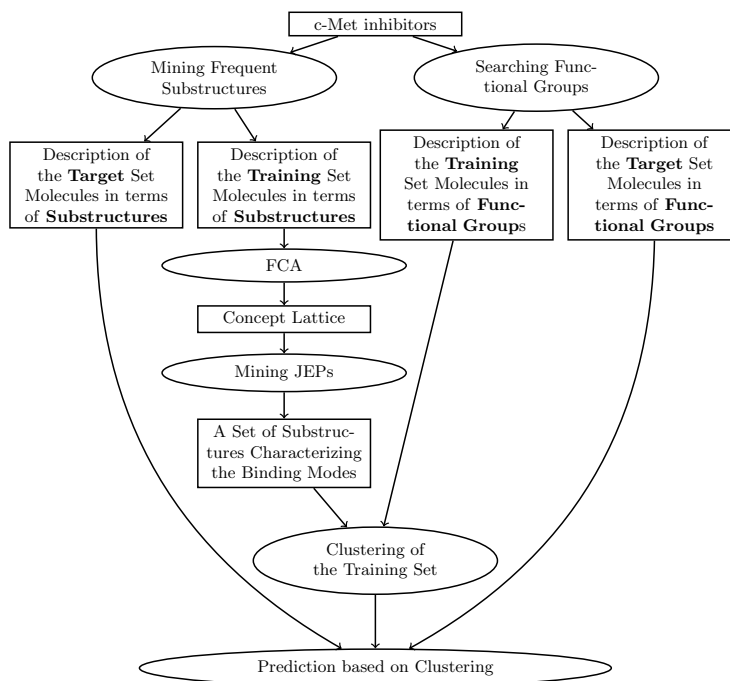 c-Met inhibitors
Mining Frequent
Substructures
Searching Func-
tional Groups
Description of
the Target Set
Molecules in terms
of Substructures
Description of
the Training Set
Molecules in terms
of Substructures
Description of
the Training
Set Molecules in
terms of Func-
tional Groups
Description of
the Target Set
Molecules in
terms of Func-
tional Groups
FCA
Concept Lattice
Mining JEPs
A Set of Substruc-
tures Characterizing
the Binding Modes
Clustering of
the Training Set
Prediction based on Clustering